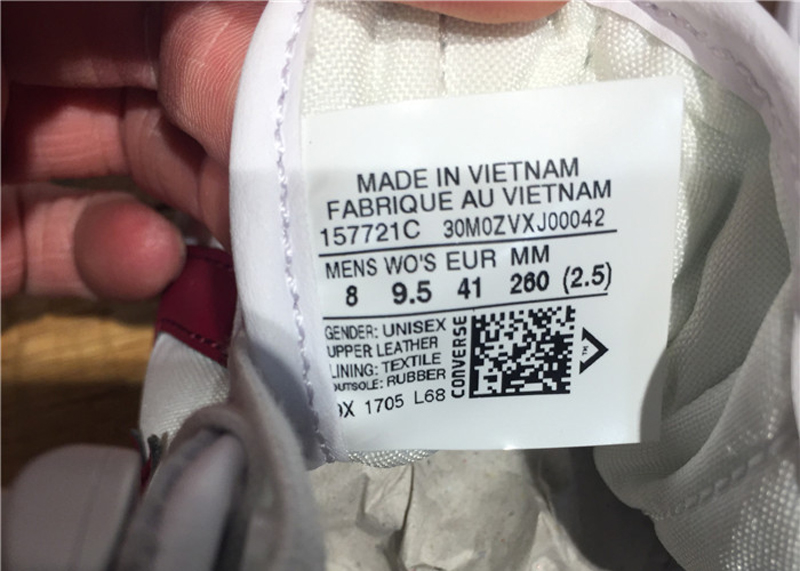 MADE IN VIETNAM
FABRIQUE AU VIETNAM
157721C 30M0ZVXJ00042
MENS WO'S EUR MM
8 9.5 41 260 (2.5)
GENDER: UNISEX
UPPER LEATHER
LINING: TEXTILE
OUTSOLE: RUBBER
1705 L68
CONVERSE
TM